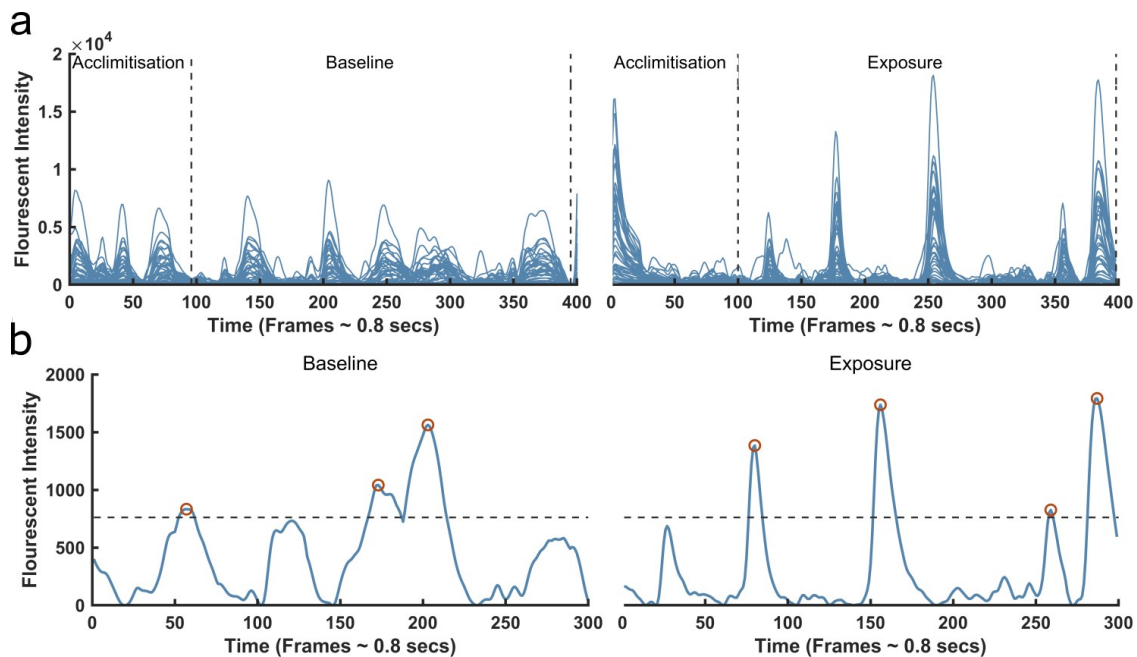 a
×10⁴
Acclimitisation Baseline
Acclimitisation Exposure
Flourescent Intensity
2
1.5
1
0.5
0
0 50 100 150 200 250 300 350 400
0 50 100 150 200 250 300 350 400
Time (Frames ~ 0.8 secs)
Time (Frames ~ 0.8 secs)
b
Baseline
Exposure
Flourescent Intensity
2000
1500
1000
500
0
0 50 100 150 200 250 300
0 50 100 150 200 250 300
Time (Frames ~ 0.8 secs)
Time (Frames ~ 0.8 secs)